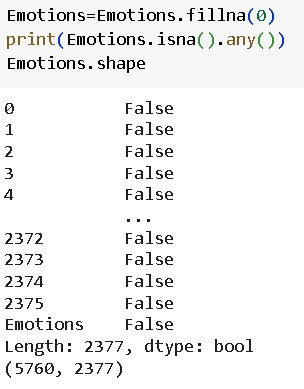 Emotions=Emotions.fillna(0)
print(Emotions.isna().any())
Emotions.shape
0 False
1 False
2 False
3 False
4 False
...
2372 False
2373 False
2374 False
2375 False
Emotions False
Length: 2377, dtype: bool
(5760, 2377)